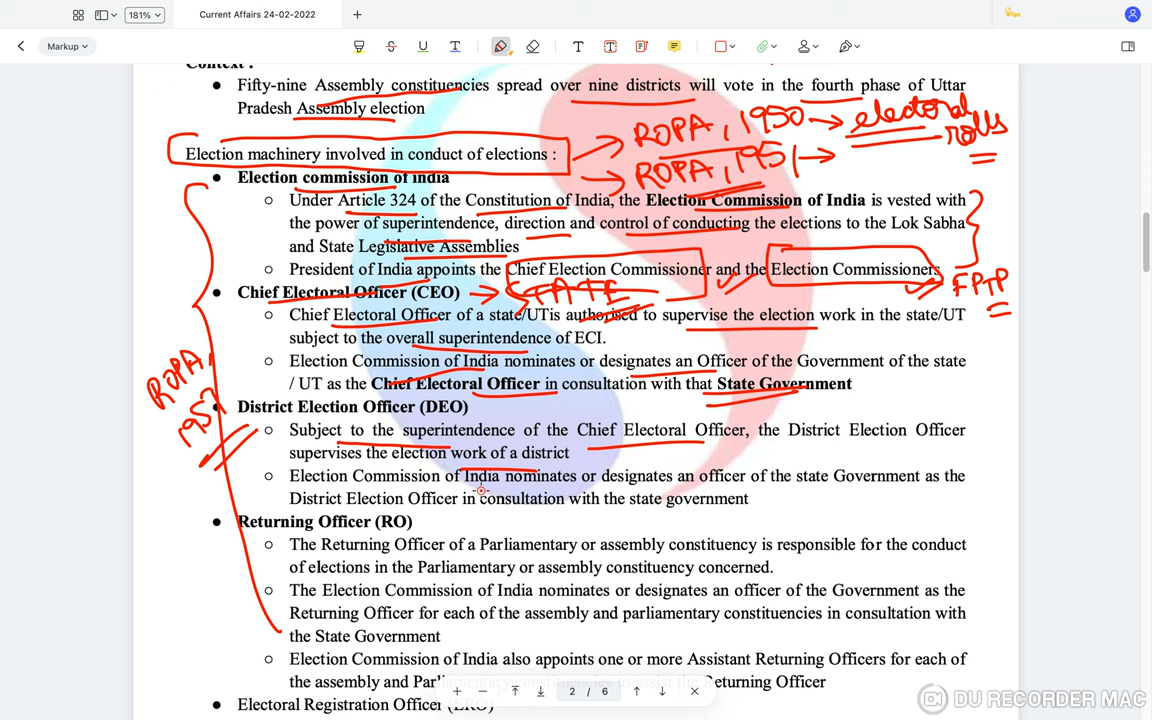 181%
Current Affairs 24-02-2022
Markup
Context :
● Fifty-nine Assembly constituencies spread over nine districts will vote in the fourth phase of Uttar
Pradesh Assembly election
ROPA, 1950 → electoral rolls
Election machinery involved in conduct of elections :
ROPA, 1951 →
● Election commission of india
○ Under Article 324 of the Constitution of India, the Election Commission of India is vested with
the power of superintendence, direction and control of conducting the elections to the Lok Sabha
and State Legislative Assemblies
○ President of India appoints the Chief Election Commissioner and the Election Commissioners
FPTP
● Chief Electoral Officer (CEO) → STATE
○ Chief Electoral Officer of a state/UTis authorised to supervise the election work in the state/UT
subject to the overall superintendence of ECI.
○ Election Commission of India nominates or designates an Officer of the Government of the state
/ UT as the Chief Electoral Officer in consultation with that State Government
ROPA,
● District Election Officer (DEO)
○ Subject to the superintendence of the Chief Electoral Officer, the District Election Officer
supervises the election work of a district
○ Election Commission of India nominates or designates an officer of the state Government as the
District Election Officer in consultation with the state government
● Returning Officer (RO)
○ The Returning Officer of a Parliamentary or assembly constituency is responsible for the conduct
of elections in the Parliamentary or assembly constituency concerned.
○ The Election Commission of India nominates or designates an officer of the Government as the
Returning Officer for each of the assembly and parliamentary constituencies in consultation with
the State Government
○ Election Commission of India also appoints one or more Assistant Returning Officers for each of
the assembly and Parliamentary constituencies to assist the Returning Officer
2 / 6
● Electoral Registration Officer (ERO)
DU RECORDER MAC